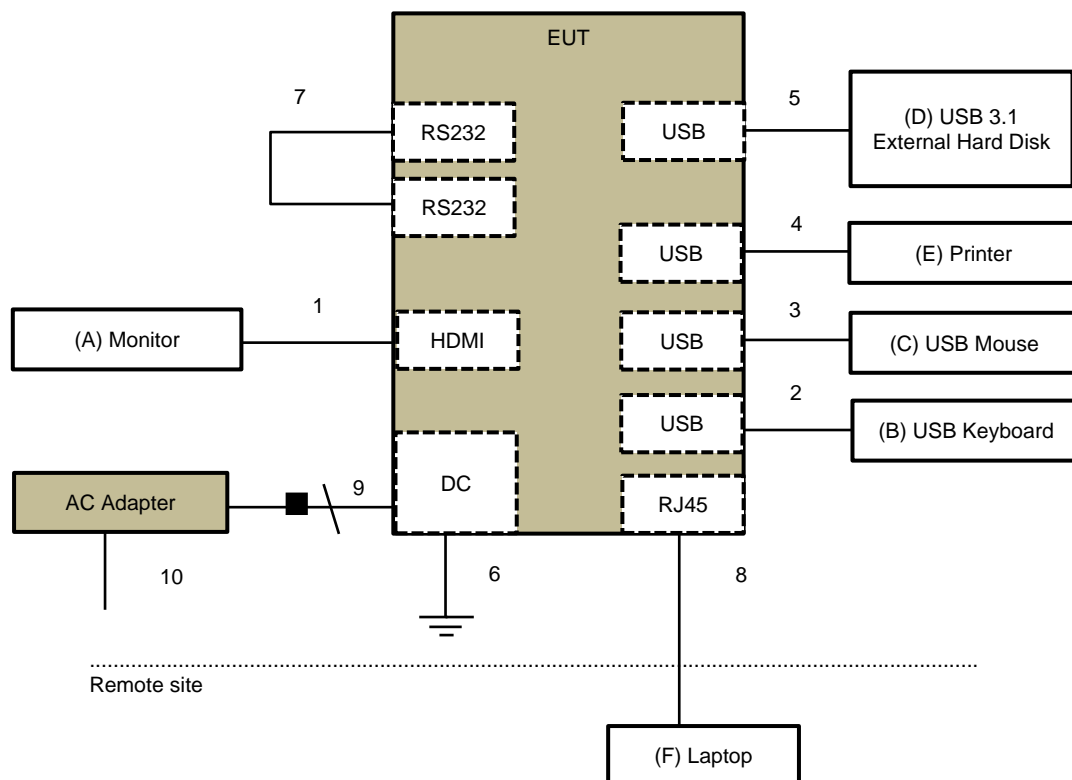 EUT
7
5
RS232
USB
(D) USB 3.1
External Hard Disk
RS232
4
USB
(E) Printer
1
3
(A) Monitor
HDMI
USB
(C) USB Mouse
2
USB
(B) USB Keyboard
9
DC
AC Adapter
RJ45
10
6
8
Remote site
(F) Laptop